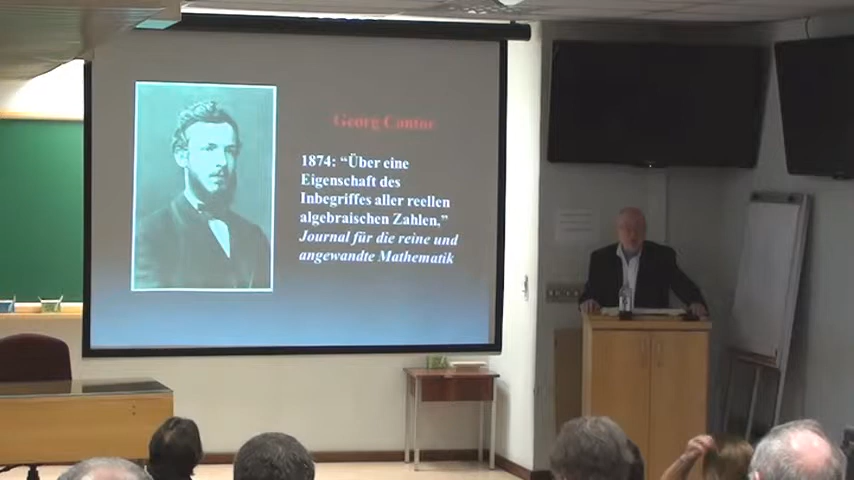 Georg Cantor
1874: “Über eine
Eigenschaft des
Inbegriffes aller reellen
algebraischen Zahlen,”
Journal für die reine und
angewandte Mathematik